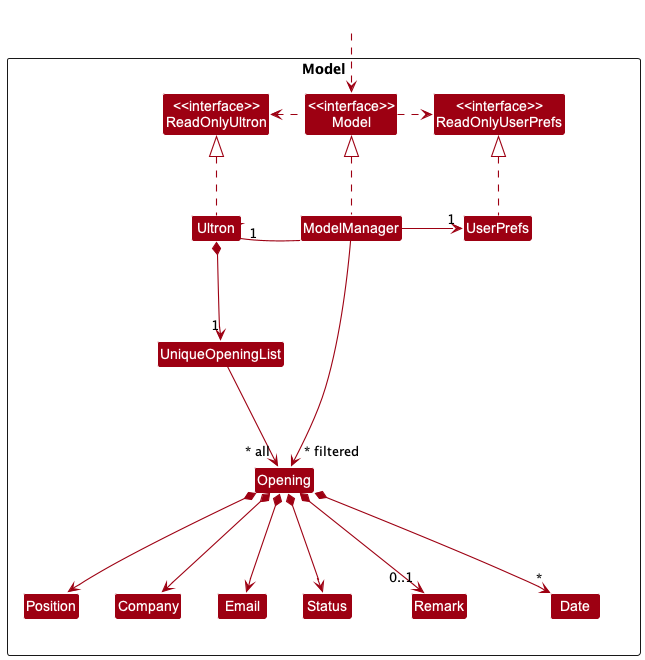 Model
<<interface>>
ReadOnlyUltron
<<interface>>
Model
<<interface>>
ReadOnlyUserPrefs
Ultron
1
ModelManager
1
UserPrefs
1
UniqueOpeningList
* all
* filtered
Opening
0..1
*
Position
Company
Email
Status
Remark
Date